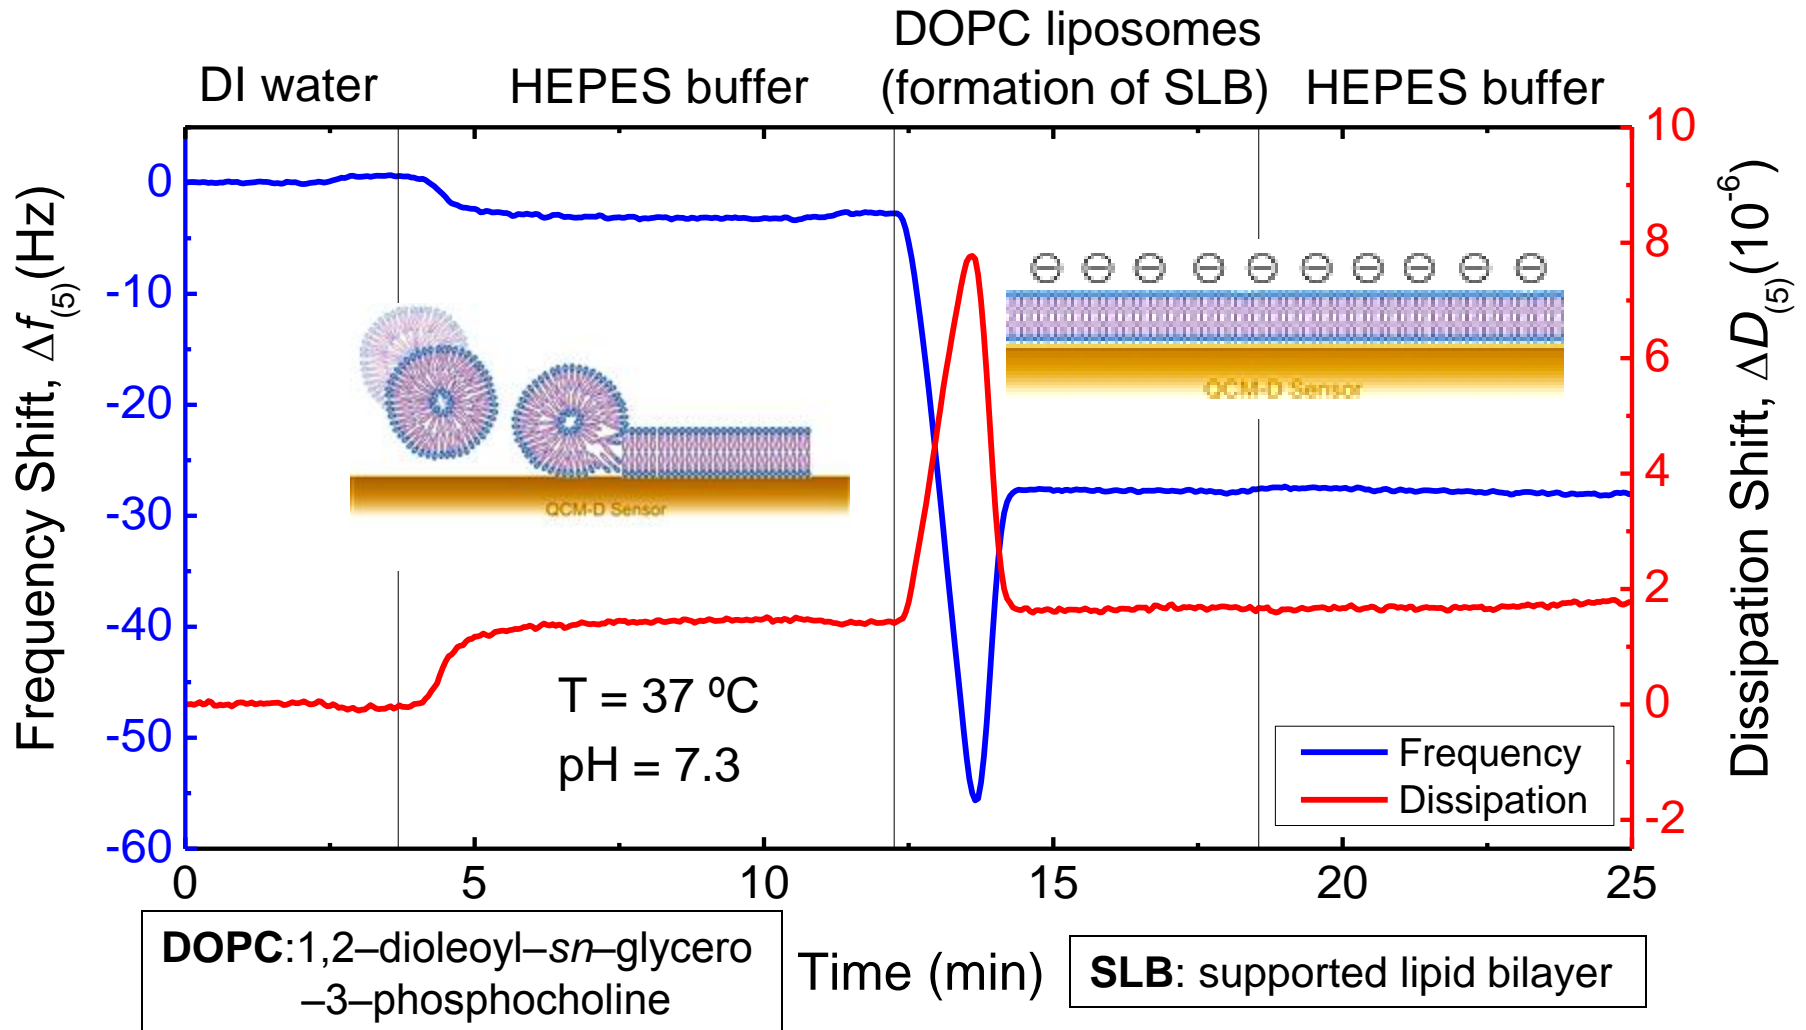 DOPC liposomes
DI water HEPES buffer (formation of SLB) HEPES buffer
Frequency Shift, Δf(5)(Hz)
0
-10
-20
-30
-40
-50
-60
10
8
6
4
2
0
-2
Dissipation Shift, ΔD(5)(10-6)
QCM-D Sensor
QCM-D Sensor
T = 37 ºC
pH = 7.3
Frequency
Dissipation
0 5 10 15 20 25
Time (min)
DOPC:1,2–dioleoyl–sn–glycero
–3–phosphocholine
SLB: supported lipid bilayer